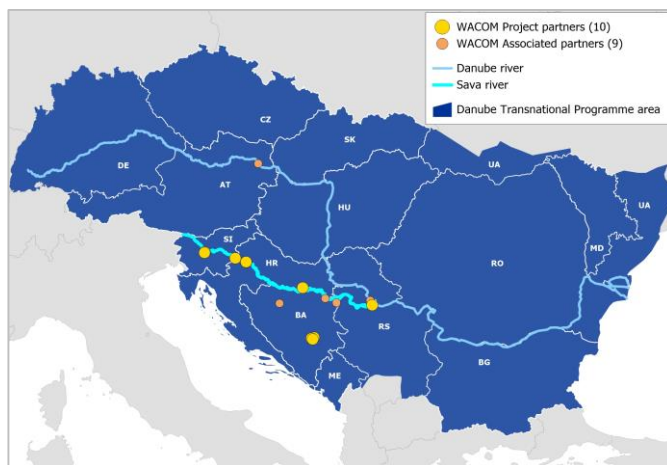 WACOM Project partners (10)
WACOM Associated partners (9)
Danube river
Sava river
Danube Transnational Programme area
CZ
SK
UA
DE
AT
UA
HU
MD
SI
HR
RO
BA
RS
BG
ME